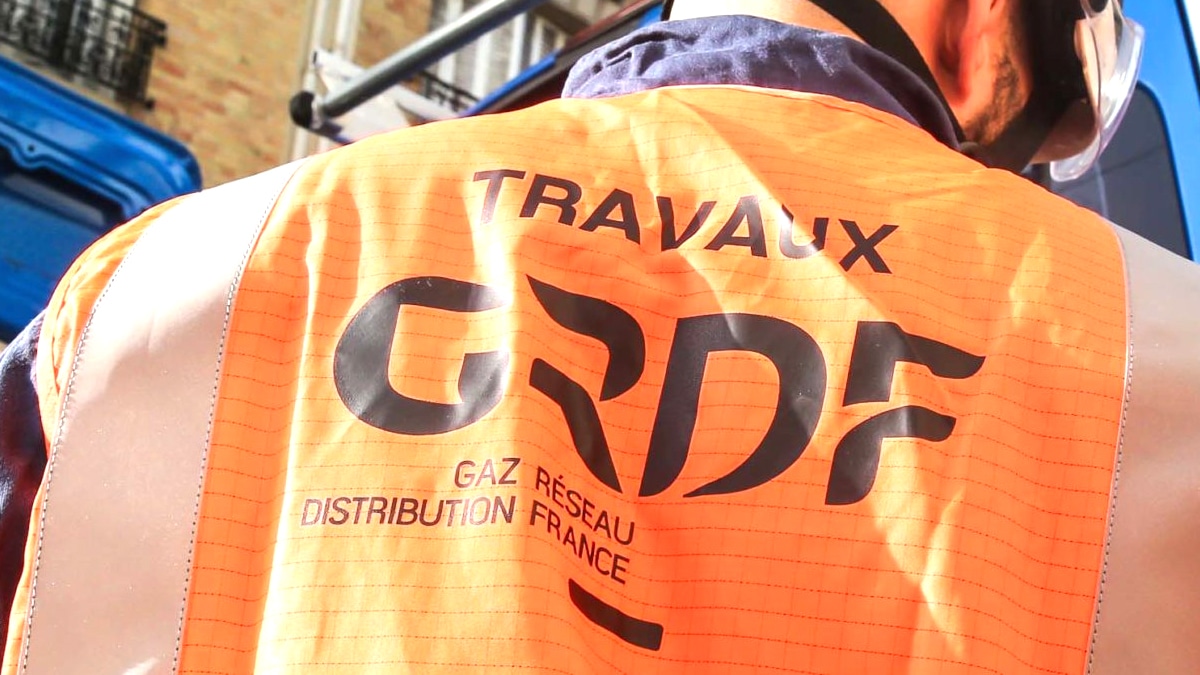 TRAVAUX
GRDF
GAZ RÉSEAU
DISTRIBUTION FRANCE